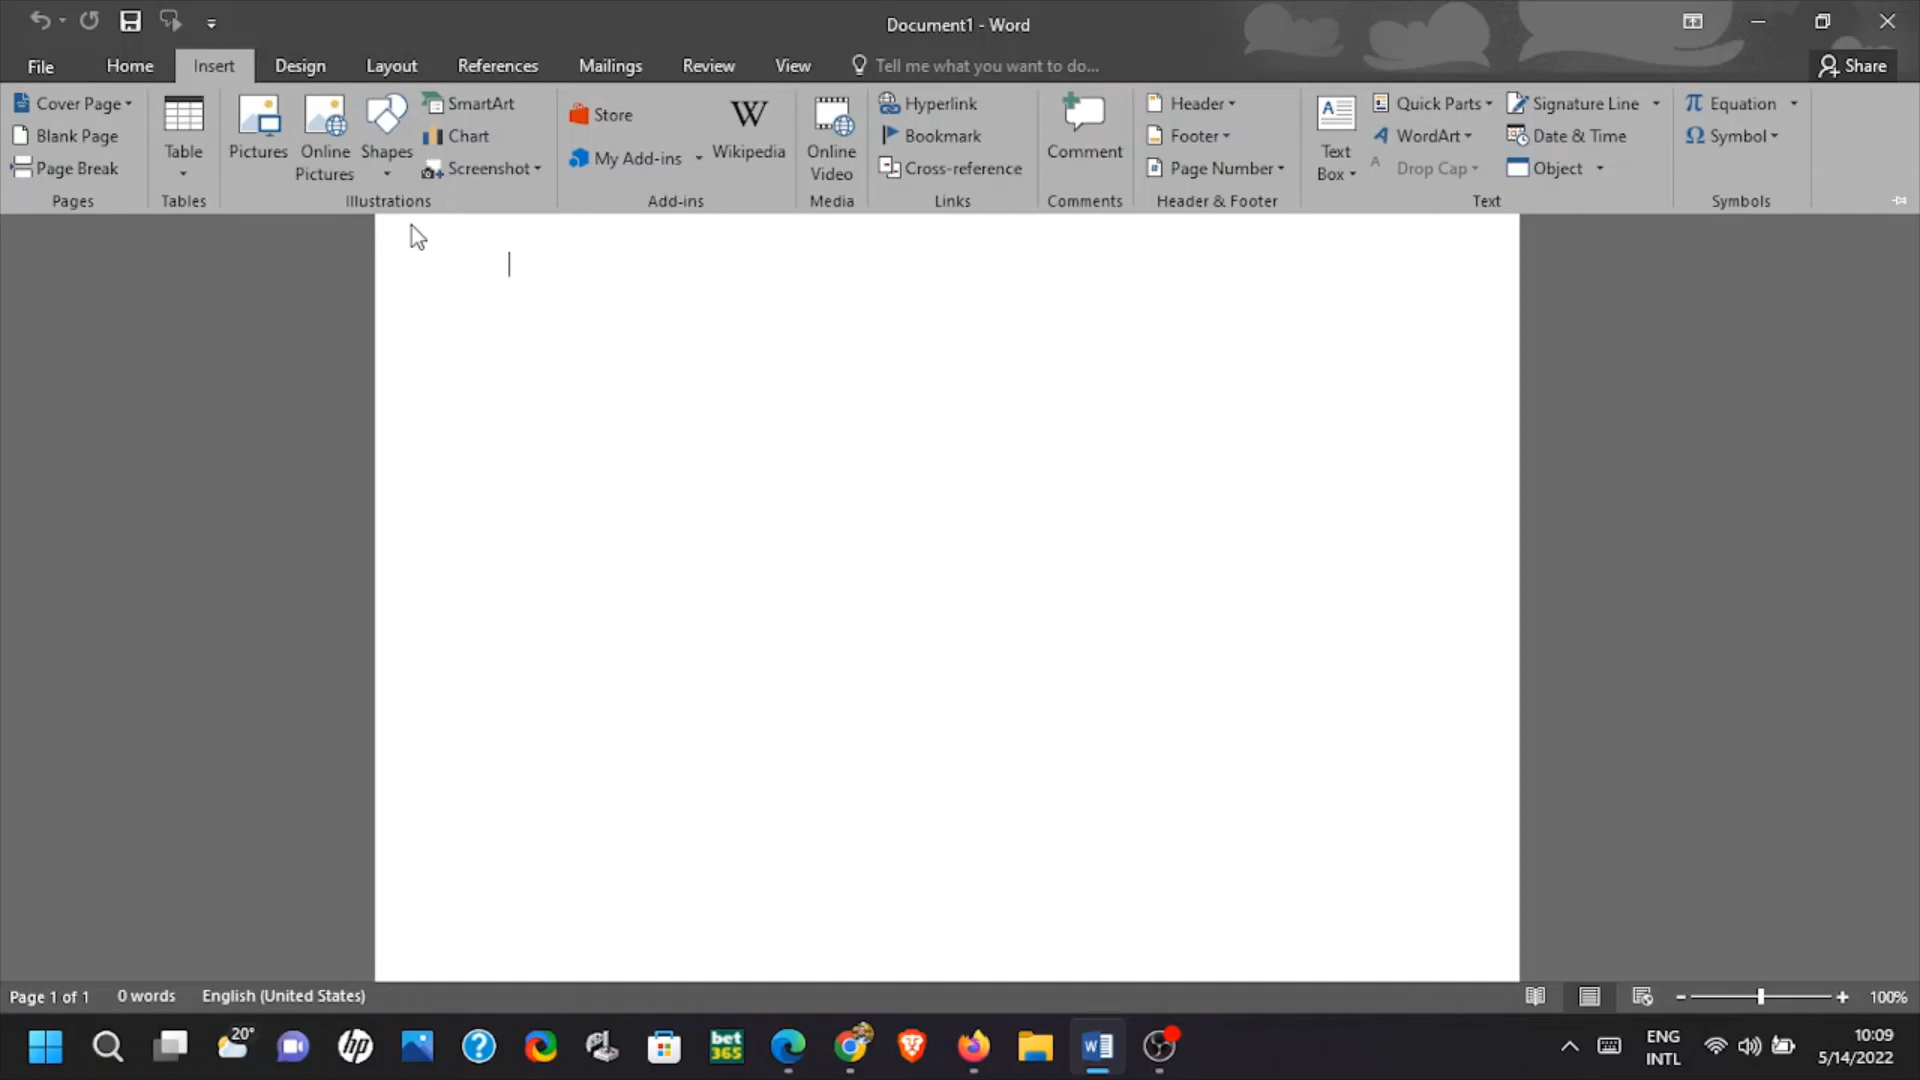 Document1 - Word
File Home Insert Design Layout References Mailings Review View Tell me what you want to do... Share
Cover Page
Blank Page
Page Break
Pages
Table
Tables
Pictures
Online
Pictures
Shapes
SmartArt
Chart
Screenshot
Illustrations
Store
My Add-ins
W
Wikipedia
Add-ins
Online
Video
Media
Hyperlink
Bookmark
Cross-reference
Links
Comment
Comments
Header
Footer
Page Number
Header & Footer
A
Text
Box
Quick Parts
A WordArt
A Drop Cap
Signature Line
Date & Time
Object
Text
π Equation
Ω Symbol
Symbols
Page 1 of 1 0 words English (United States) 100%
20°
hp
?
bet
365
W
ENG
INTL
10:09
5/14/2022